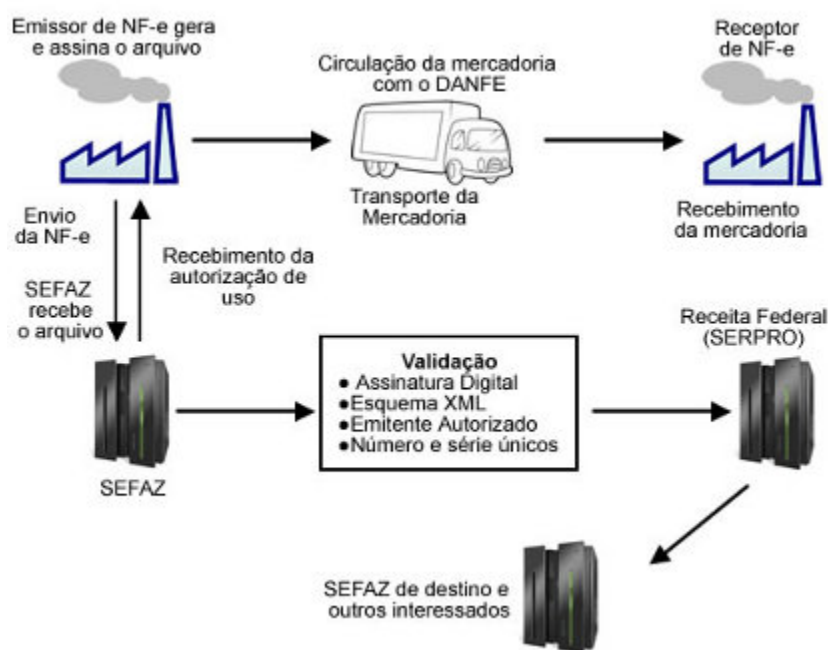 Emissor de NF-e gera
e assina o arquivo
Circulação da mercadoria
com o DANFE
Receptor
de NF-e
Transporte da
Mercadoria
Recebimento
da mercadoria
Envio
da NF-e
Recebimento da
autorização de
uso
SEFAZ
recebe
o arquivo
Validação
● Assinatura Digital
● Esquema XML
● Emitente Autorizado
● Número e série únicos
Receita Federal
(SERPRO)
SEFAZ
SEFAZ de destino e
outros interessados